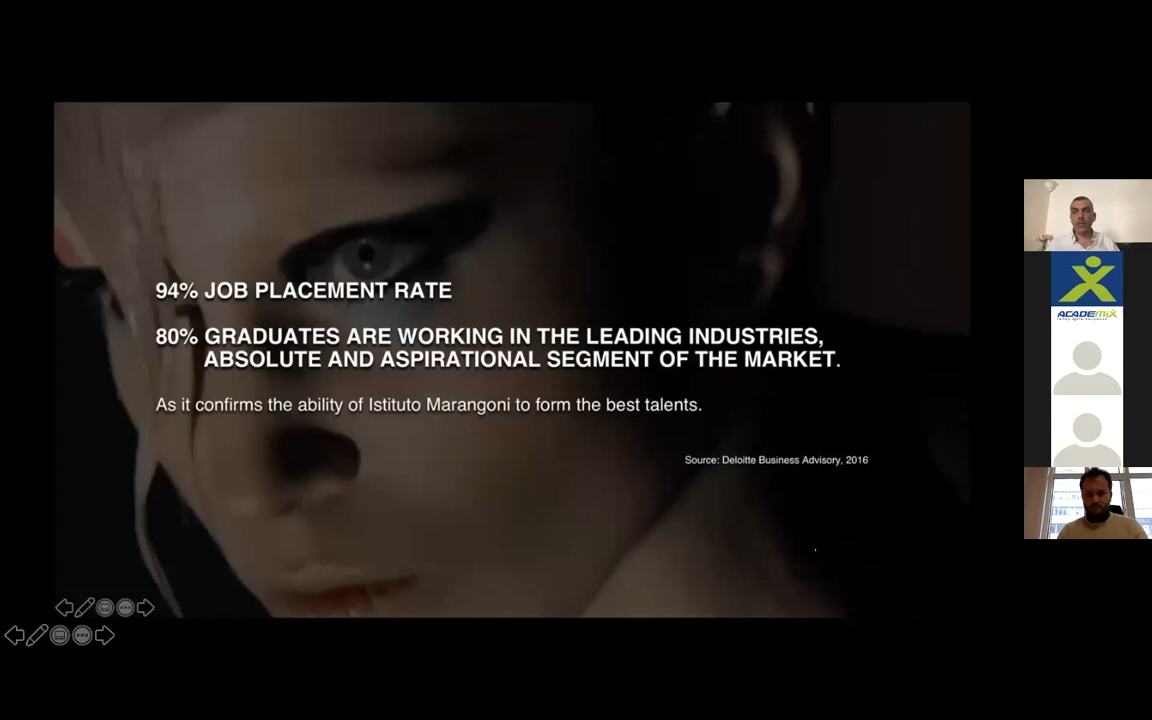 94% JOB PLACEMENT RATE
80% GRADUATES ARE WORKING IN THE LEADING INDUSTRIES,
ABSOLUTE AND ASPIRATIONAL SEGMENT OF THE MARKET.
As it confirms the ability of Istituto Marangoni to form the best talents.
Source: Deloitte Business Advisory, 2016
ACADEMIX